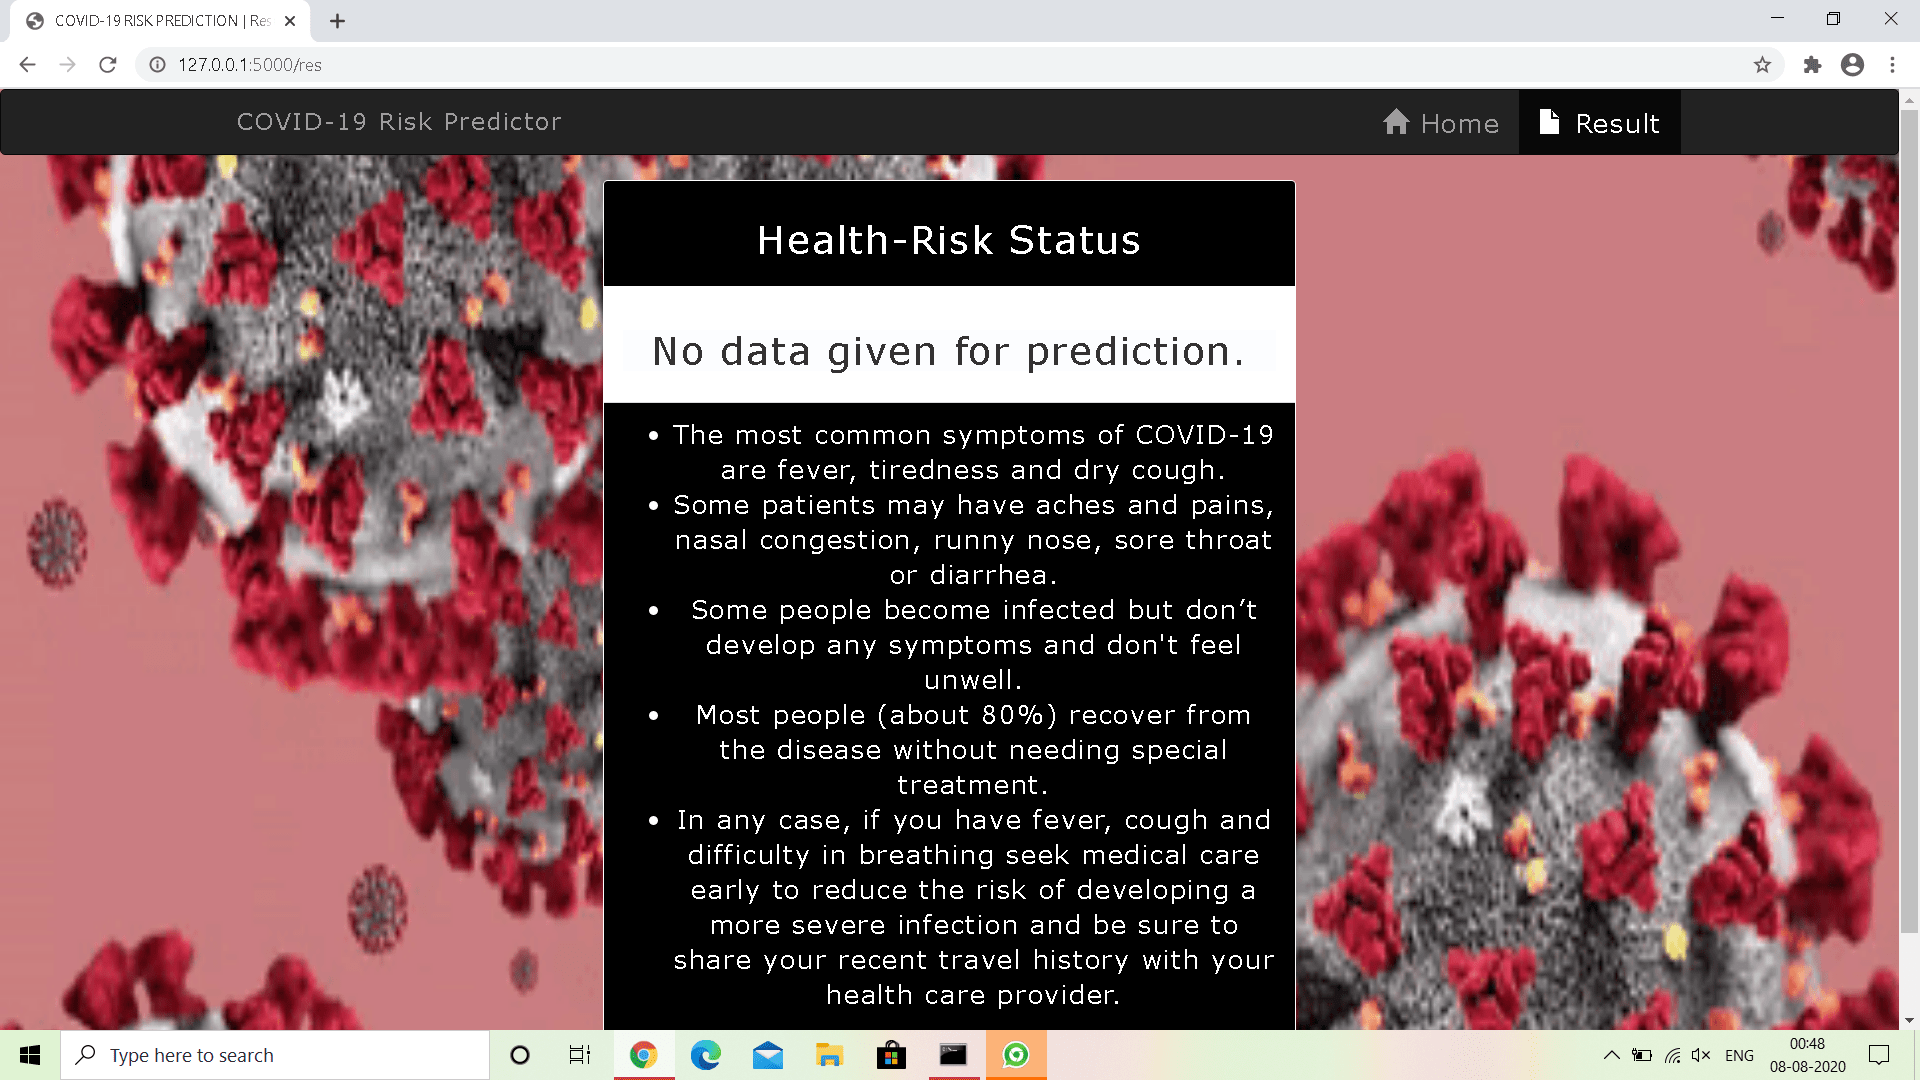 COVID-19 RISK PREDICTION | Res
127.0.0.1:5000/res
COVID-19 Risk Predictor
Home
Result
Health-Risk Status
No data given for prediction.
• The most common symptoms of COVID-19
are fever, tiredness and dry cough.
• Some patients may have aches and pains,
nasal congestion, runny nose, sore throat
or diarrhea.
• Some people become infected but don’t
develop any symptoms and don't feel
unwell.
• Most people (about 80%) recover from
the disease without needing special
treatment.
• In any case, if you have fever, cough and
difficulty in breathing seek medical care
early to reduce the risk of developing a
more severe infection and be sure to
share your recent travel history with your
health care provider.
Type here to search
ENG
00:48
08-08-2020